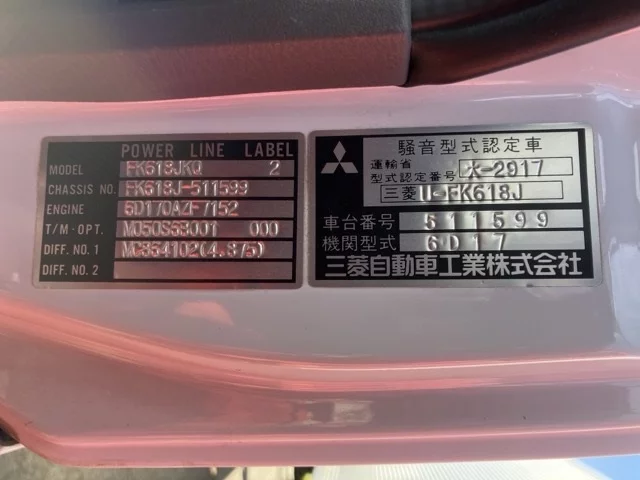 POWER LINE LABEL
MODEL FK618JKQ 2
CHASSIS NO. FK618J-511599
ENGINE 6D170AZF7152
T/M・OPT. M050S5B001 000
DIFF. NO. 1 MC854102(4.875)
DIFF. NO. 2
騒音型式認定車
運輸省
型式認定番号 大-2917
三菱 U-FK618J
車台番号 511599
機関型式 6D17
三菱自動車工業株式会社